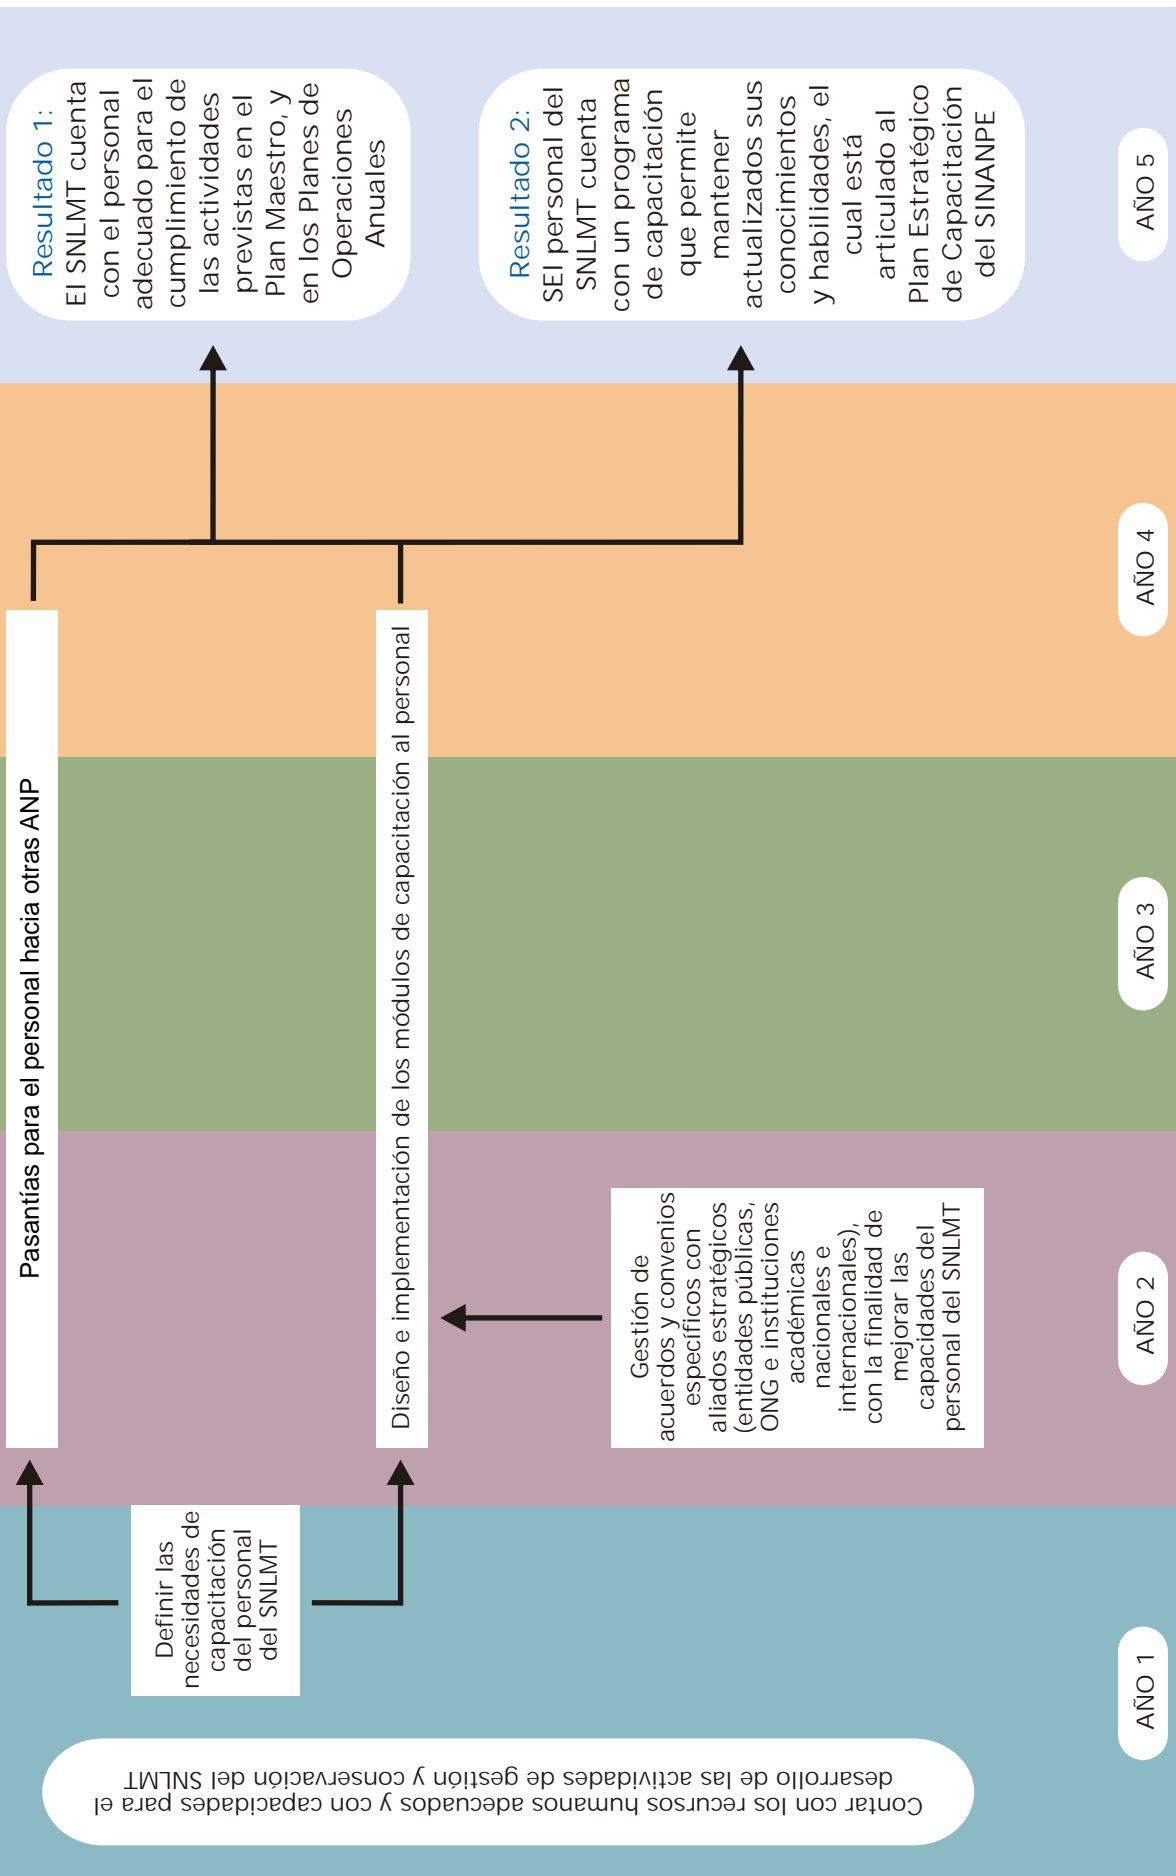 Contar con los recursos humanos adecuados y con capacidades para el
desarrollo de las actividades de gestión y conservación del SNLMT
Definir las
necesidades de
capacitación
del personal
del SNLMT
Pasantías para el personal hacia otras ANP
Diseño e implementación de los módulos de capacitación al personal
Gestión de
acuerdos y convenios
específicos con
aliados estratégicos
(entidades públicas,
ONG e instituciones
académicas
nacionales e
internacionales),
con la finalidad de
mejorar las
capacidades del
personal del SNLMT
Resultado 1:
El SNLMT cuenta
con el personal
adecuado para el
cumplimiento de
las actividades
previstas en el
Plan Maestro, y
en los Planes de
Operaciones
Anuales
Resultado 2:
SEl personal del
SNLMT cuenta
con un programa
de capacitación
que permite
mantener
actualizados sus
conocimientos
y habilidades, el
cual está
articulado al
Plan Estratégico
de Capacitación
del SINANPE
AÑO 1
AÑO 2
AÑO 3
AÑO 4
AÑO 5